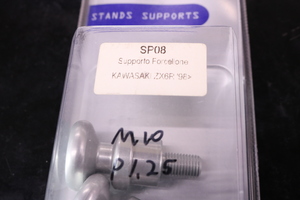 STANDS SUPPORTS
SP08
Supporto Forcellone
KAWASAKI ZX6R '98>
M10
P1,25